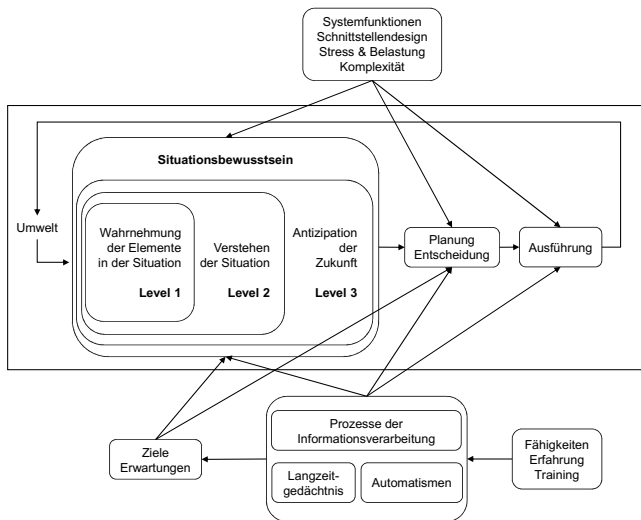 Systemfunktionen
Schnittstellendesign
Stress & Belastung
Komplexität
Situationsbewusstsein
Umwelt
Wahrnehmung
der Elemente
in der Situation
Level 1
Verstehen
der Situation
Level 2
Antizipation
der
Zukunft
Level 3
Planung
Entscheidung
Ausführung
Ziele
Erwartungen
Prozesse der
Informationsverarbeitung
Langzeit-
gedächtnis
Automatismen
Fähigkeiten
Erfahrung
Training